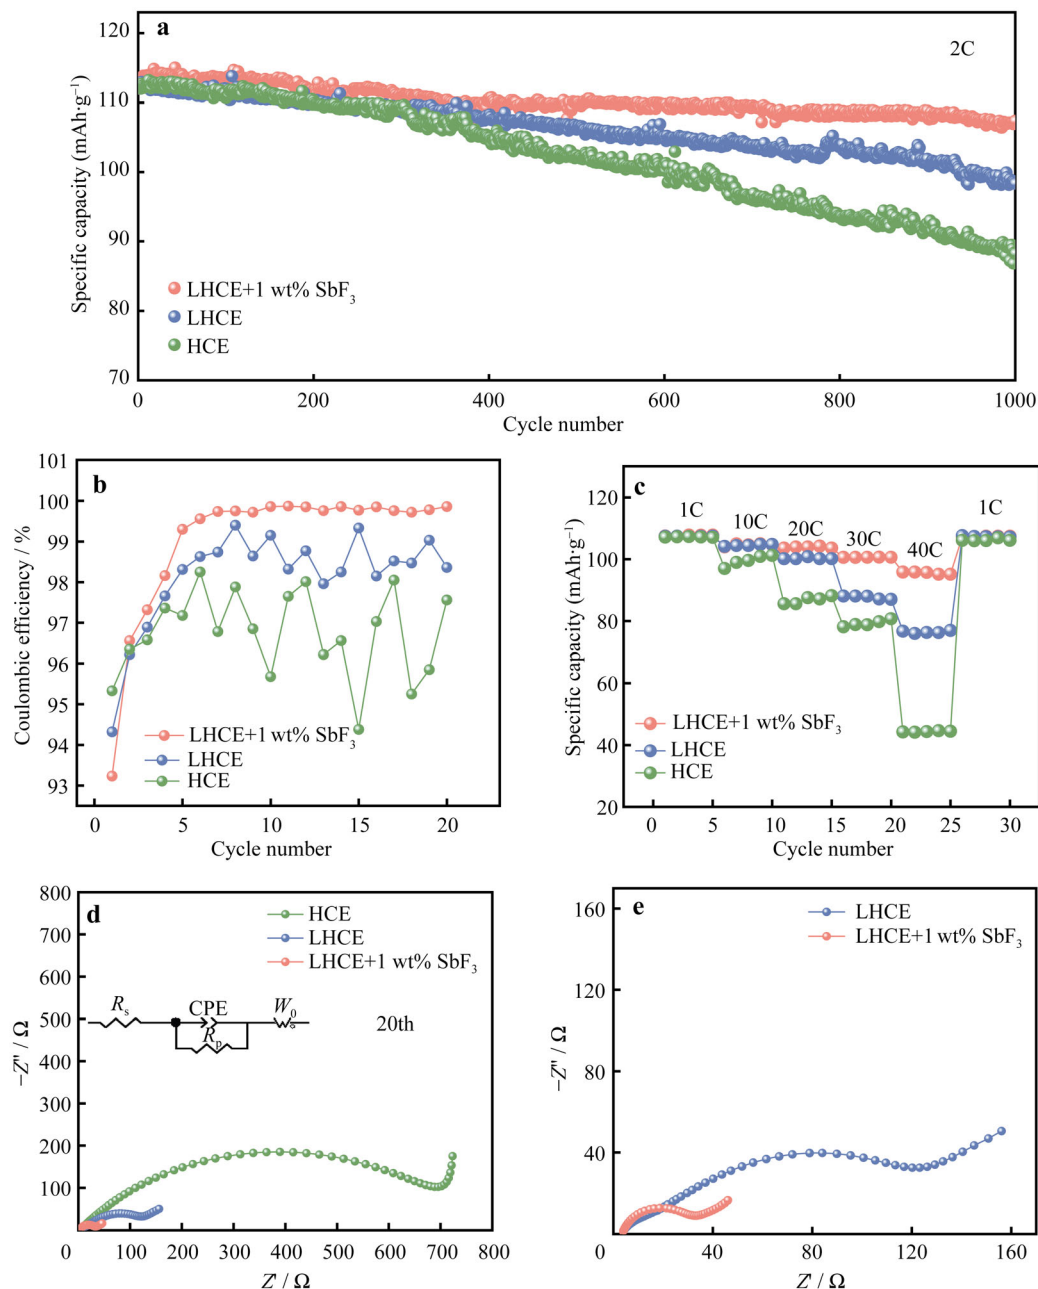 a
2C
120
110
100
90
80
70
Specific capacity (mAh·g⁻¹)
LHCE+1 wt% SbF₃
LHCE
HCE
0 200 400 600 800 1000
Cycle number
b
101
100
99
98
97
96
95
94
93
Coulombic efficiency / %
LHCE+1 wt% SbF₃
LHCE
HCE
0 5 10 15 20
Cycle number
c
120
100
80
60
40
20
Specific capacity (mAh·g⁻¹)
1C 10C 20C 30C 40C 1C
LHCE+1 wt% SbF₃
LHCE
HCE
0 5 10 15 20 25 30
Cycle number
d
800
700
600
500
400
300
200
100
0
−Z'' / Ω
HCE
LHCE
LHCE+1 wt% SbF₃
Rₛ CPE W₀
Rₚ
20th
0 100 200 300 400 500 600 700 800
Z' / Ω
e
160
120
80
40
0
−Z'' / Ω
LHCE
LHCE+1 wt% SbF₃
40 80 120 160
Z' / Ω